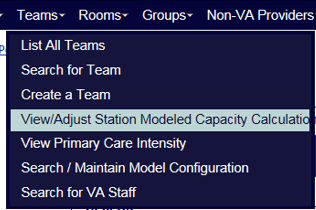 Teams Rooms Groups Non-VA Providers
List All Teams
Search for Team
Create a Team
View/Adjust Station Modeled Capacity Calculatio
View Primary Care Intensity
Search / Maintain Model Configuration
Search for VA Staff